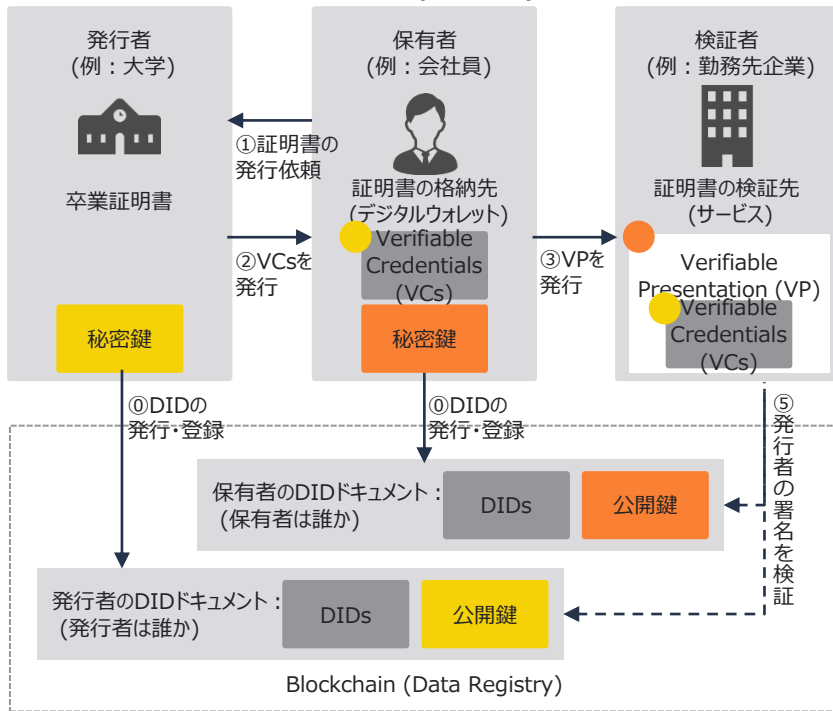 発行者
(例：大学)
卒業証明書
秘密鍵
①証明書の
発行依頼
②VCsを
発行
保有者
(例：会社員)
証明書の格納先
(デジタルウォレット)
Verifiable
Credentials
(VCs)
秘密鍵
③VPを
発行
検証者
(例：勤務先企業)
証明書の検証先
(サービス)
Verifiable
Presentation (VP)
Verifiable
Credentials
(VCs)
⓪DIDの
発行・登録
⓪DIDの
発行・登録
⑤発行者の署名を検証
保有者のDIDドキュメント：
(保有者は誰か)
DIDs
公開鍵
発行者のDIDドキュメント：
(発行者は誰か)
DIDs
公開鍵
Blockchain (Data Registry)